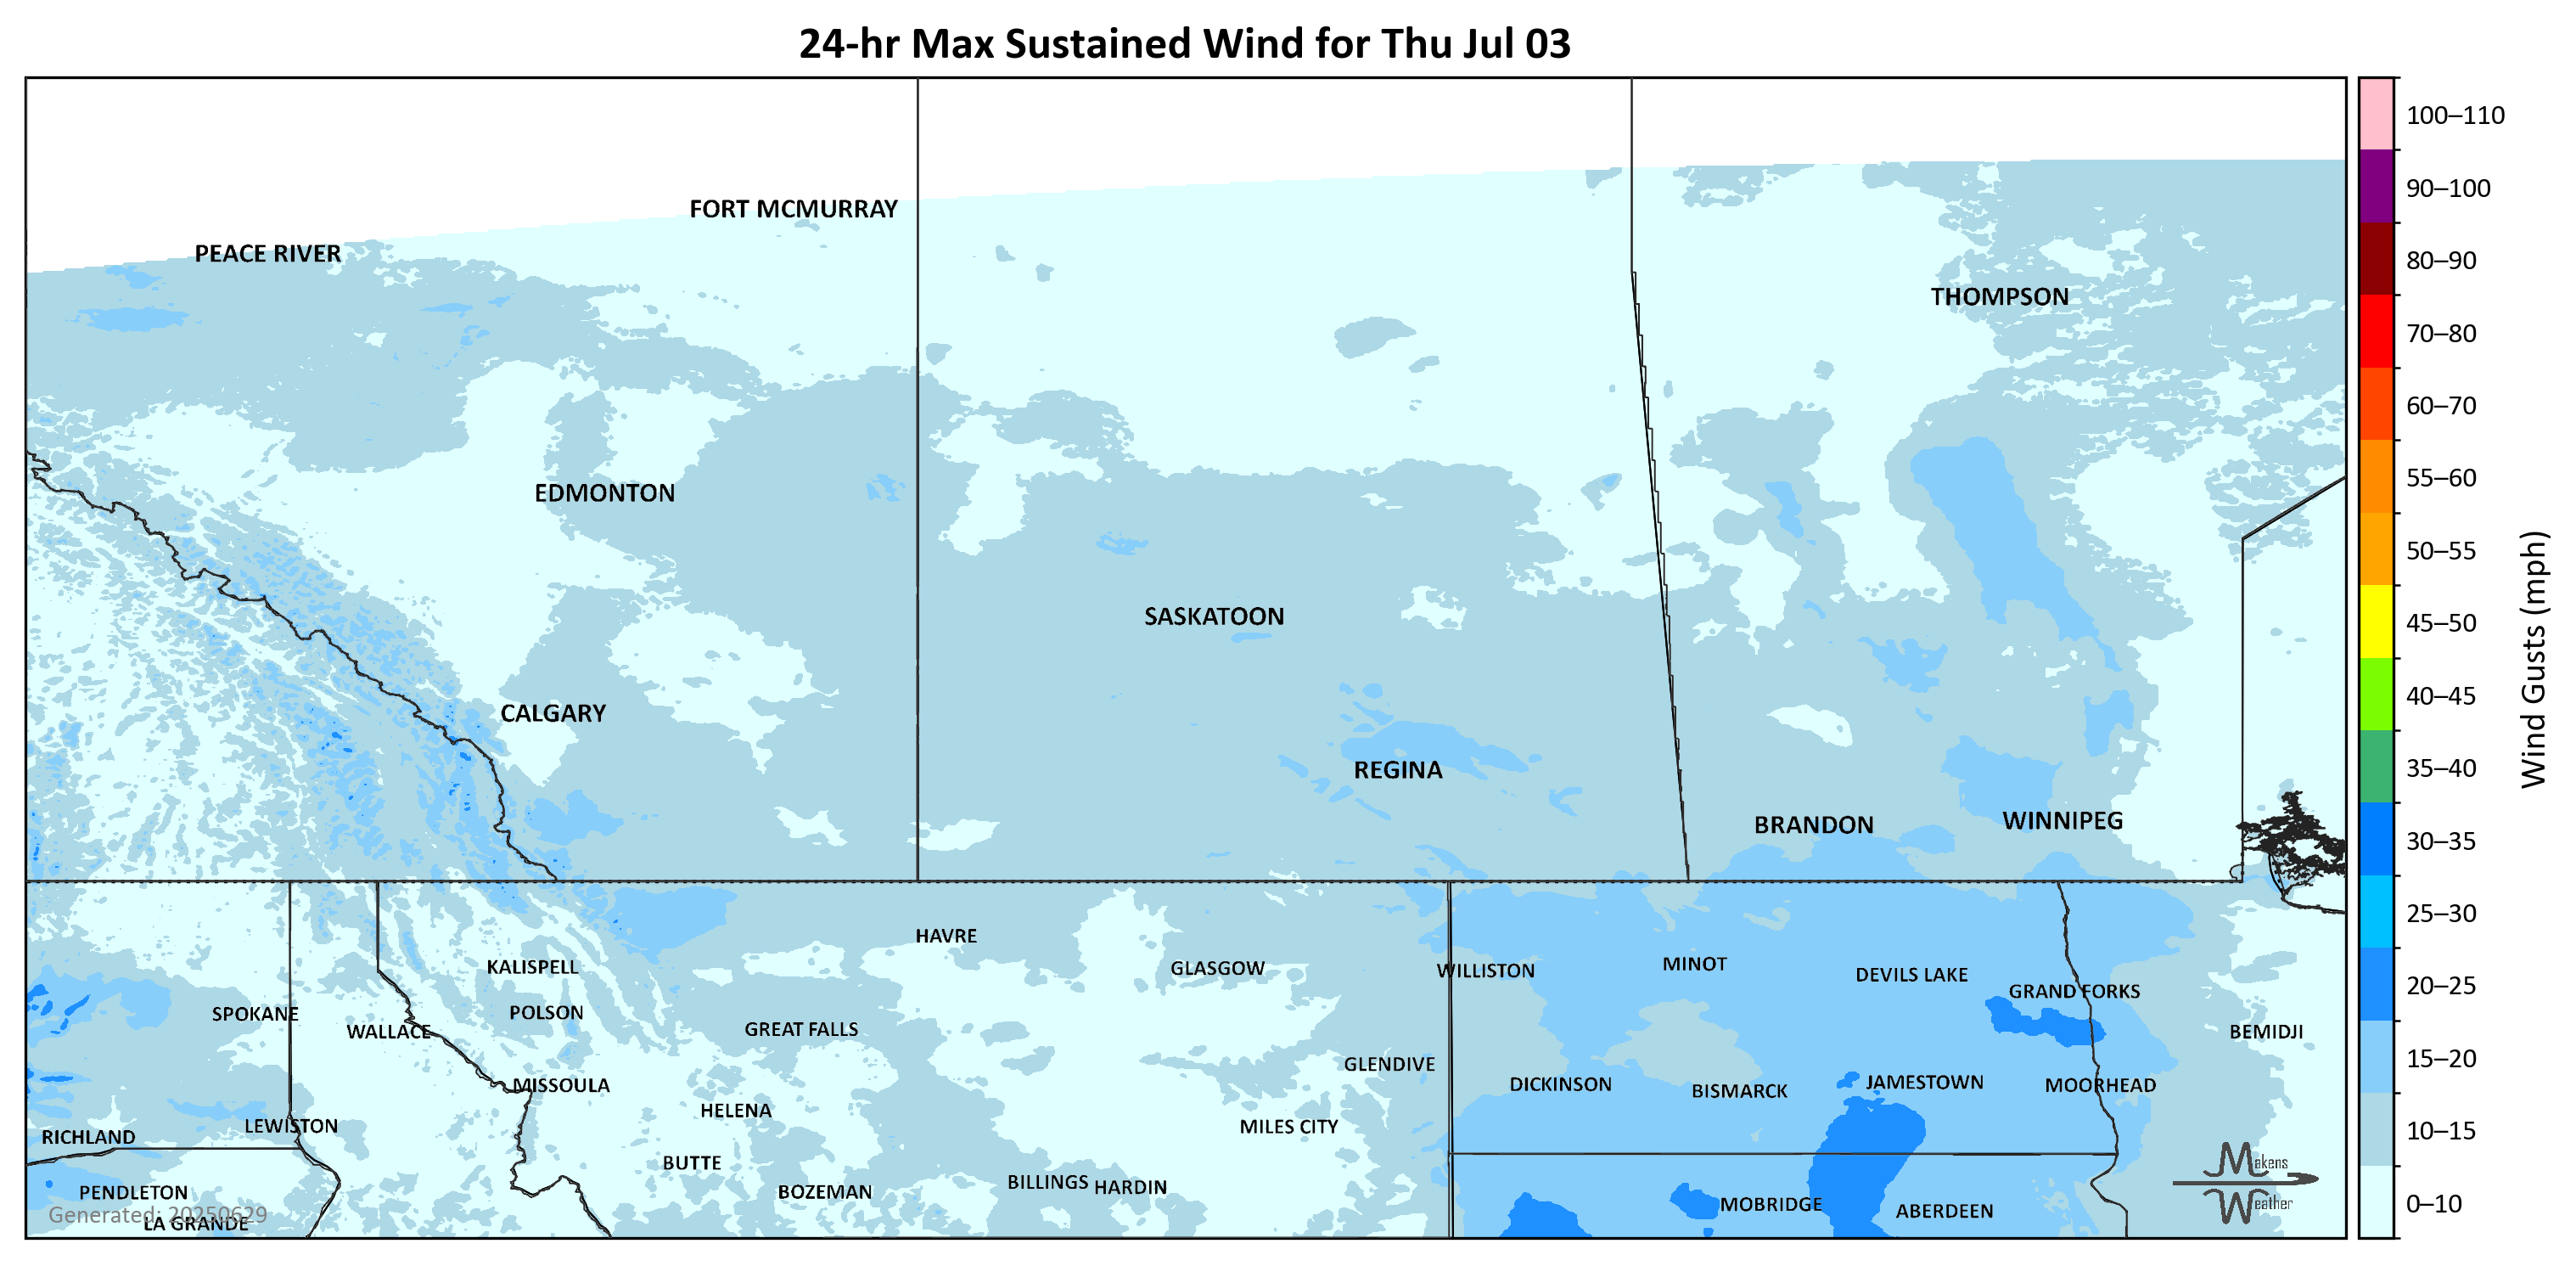 24-hr Max Sustained Wind for Thu Jul 03
100–110
90–100
80–90
70–80
60–70
55–60
50–55
45–50
40–45
35–40
30–35
25–30
20–25
15–20
10–15
0–10
Wind Gusts (mph)
FORT MCMURRAY
PEACE RIVER
THOMPSON
EDMONTON
SASKATOON
CALGARY
REGINA
WINNIPEG
BRANDON
HAVRE
MINOT
KALISPELL
GLASGOW
WILLISTON
DEVILS LAKE
GRAND FORKS
POLSON
SPOKANE
GREAT FALLS
WALLACE
BEMIDJI
GLENDIVE
JAMESTOWN
DICKINSON
MISSOULA
MOORHEAD
BISMARCK
HELENA
LEWISTON
MILES CITY
RICHLAND
BUTTE
BILLINGS
HARDIN
PENDLETON
BOZEMAN
MOBRIDGE
ABERDEEN
Generated: 20250629
LA GRANDE
Makens
Weather